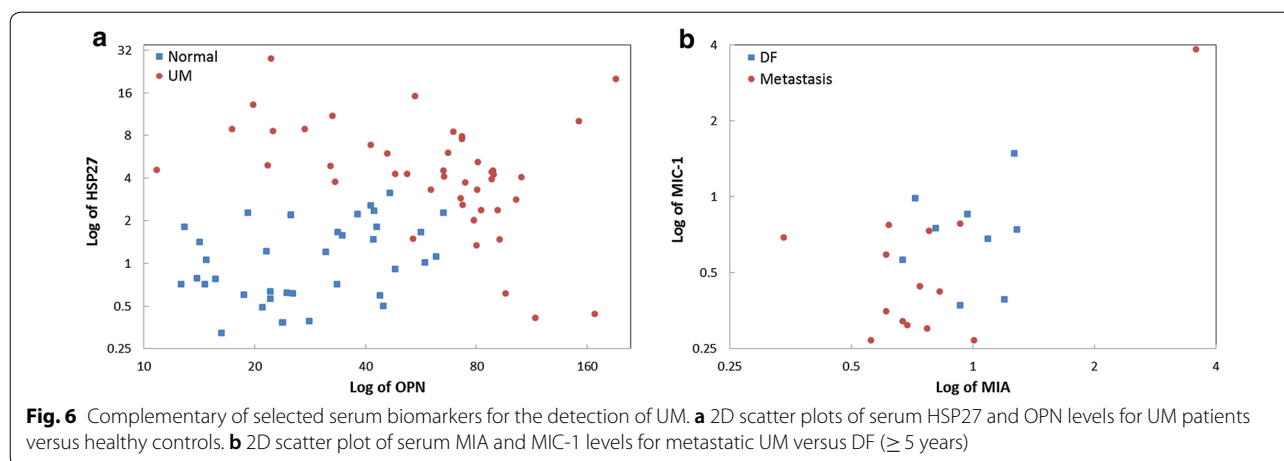 a
32
16
8
4
2
1
0.5
0.25
Log of HSP27
Normal
UM
10
20
40
80
160
Log of OPN
b
4
2
1
0.5
0.25
Log of MIC-1
DF
Metastasis
0.25
0.5
1
2
4
Log of MIA
Fig. 6 Complementary of selected serum biomarkers for the detection of UM. a 2D scatter plots of serum HSP27 and OPN levels for UM patients
versus healthy controls. b 2D scatter plot of serum MIA and MIC-1 levels for metastatic UM versus DF (≥ 5 years)